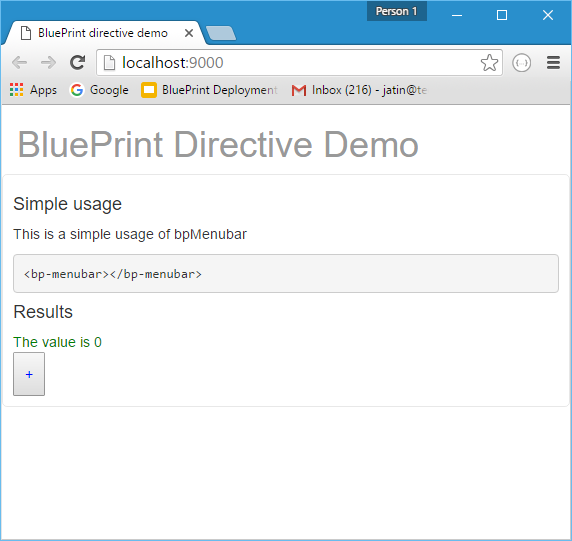 Person 1
BluePrint directive demo
localhost:9000
Apps Google BluePrint Deployment Inbox (216) - jatin@te
BluePrint Directive Demo
Simple usage
This is a simple usage of bpMenubar
<bp-menubar></bp-menubar>
Results
The value is 0
+